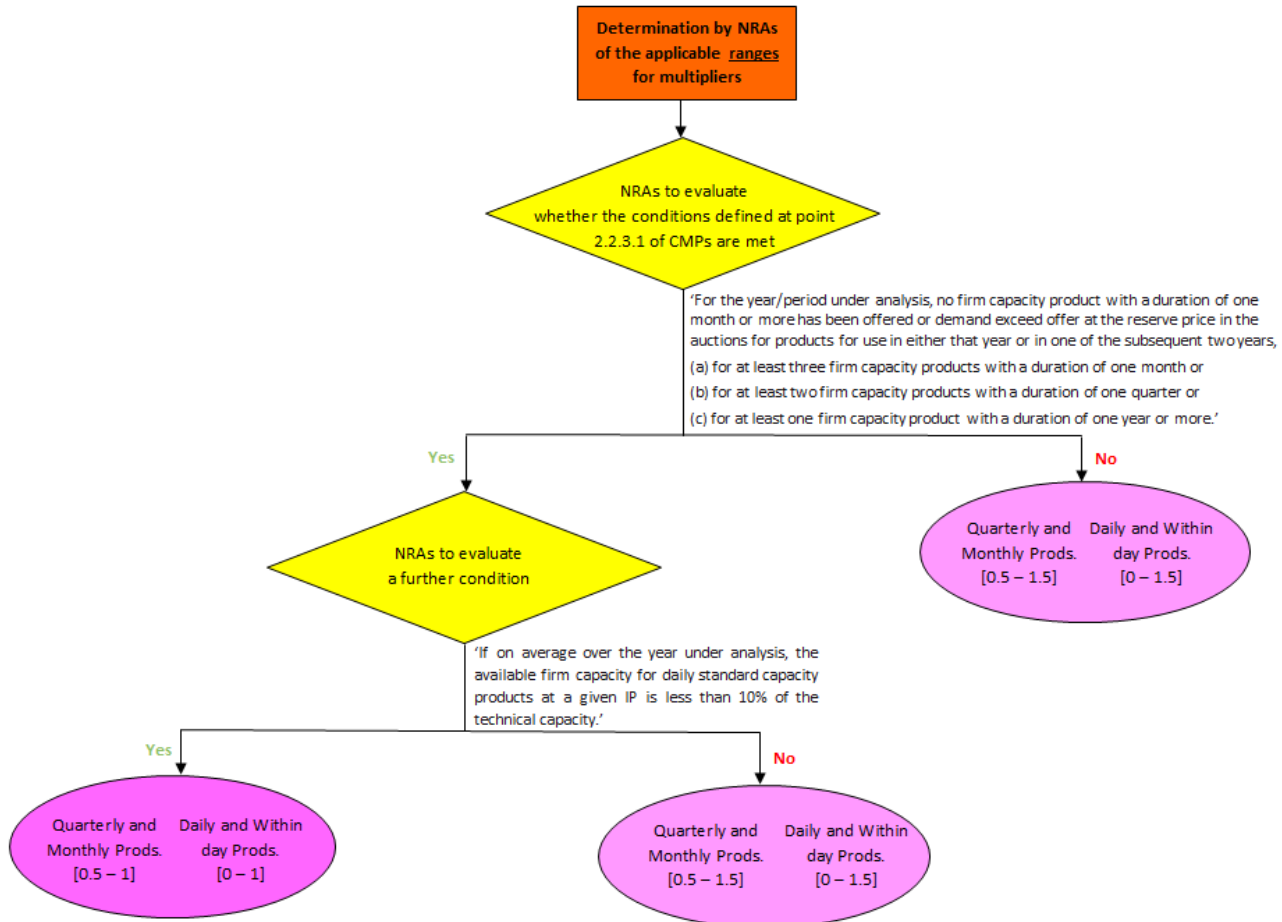 Determination by NRAs
of the applicable ranges
for multipliers
NRAs to evaluate
whether the conditions defined at point
2.2.3.1 of CMPs are met
'For the year/period under analysis, no firm capacity product with a duration of one
month or more has been offered or demand exceed offer at the reserve price in the
auctions for products for use in either that year or in one of the subsequent two years,
(a) for at least three firm capacity products with a duration of one month or
(b) for at least two firm capacity products with a duration of one quarter or
(c) for at least one firm capacity product with a duration of one year or more.'
Yes
No
NRAs to evaluate
a further condition
Quarterly and
Monthly Prods.
[0.5 – 1.5]
Daily and Within
day Prods.
[0 – 1.5]
'If on average over the year under analysis, the
available firm capacity for daily standard capacity
products at a given IP is less than 10% of the
technical capacity.'
Yes
No
Quarterly and
Monthly Prods.
[0.5 – 1]
Daily and Within
day Prods.
[0 – 1]
Quarterly and
Monthly Prods.
[0.5 – 1.5]
Daily and Within
day Prods.
[0 – 1.5]